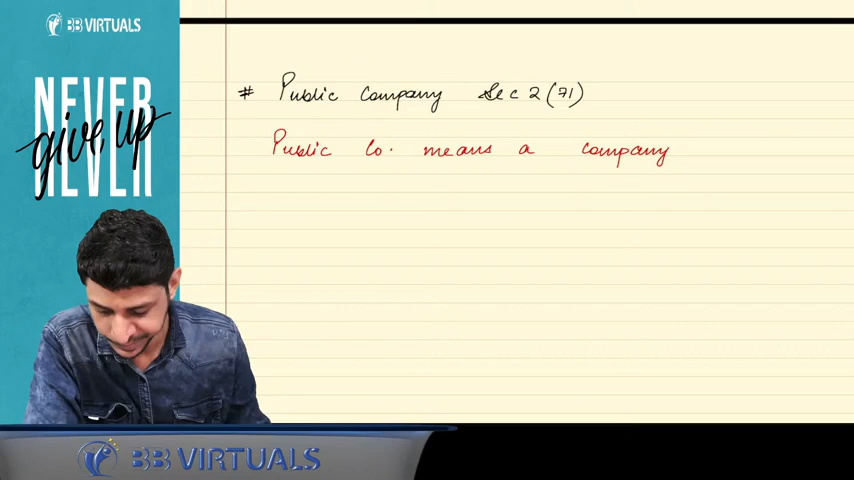 BB VIRTUALS
NEVER
give up
NEVER
# Public Company Sec 2(71)
Public Co. means a company
BB VIRTUALS